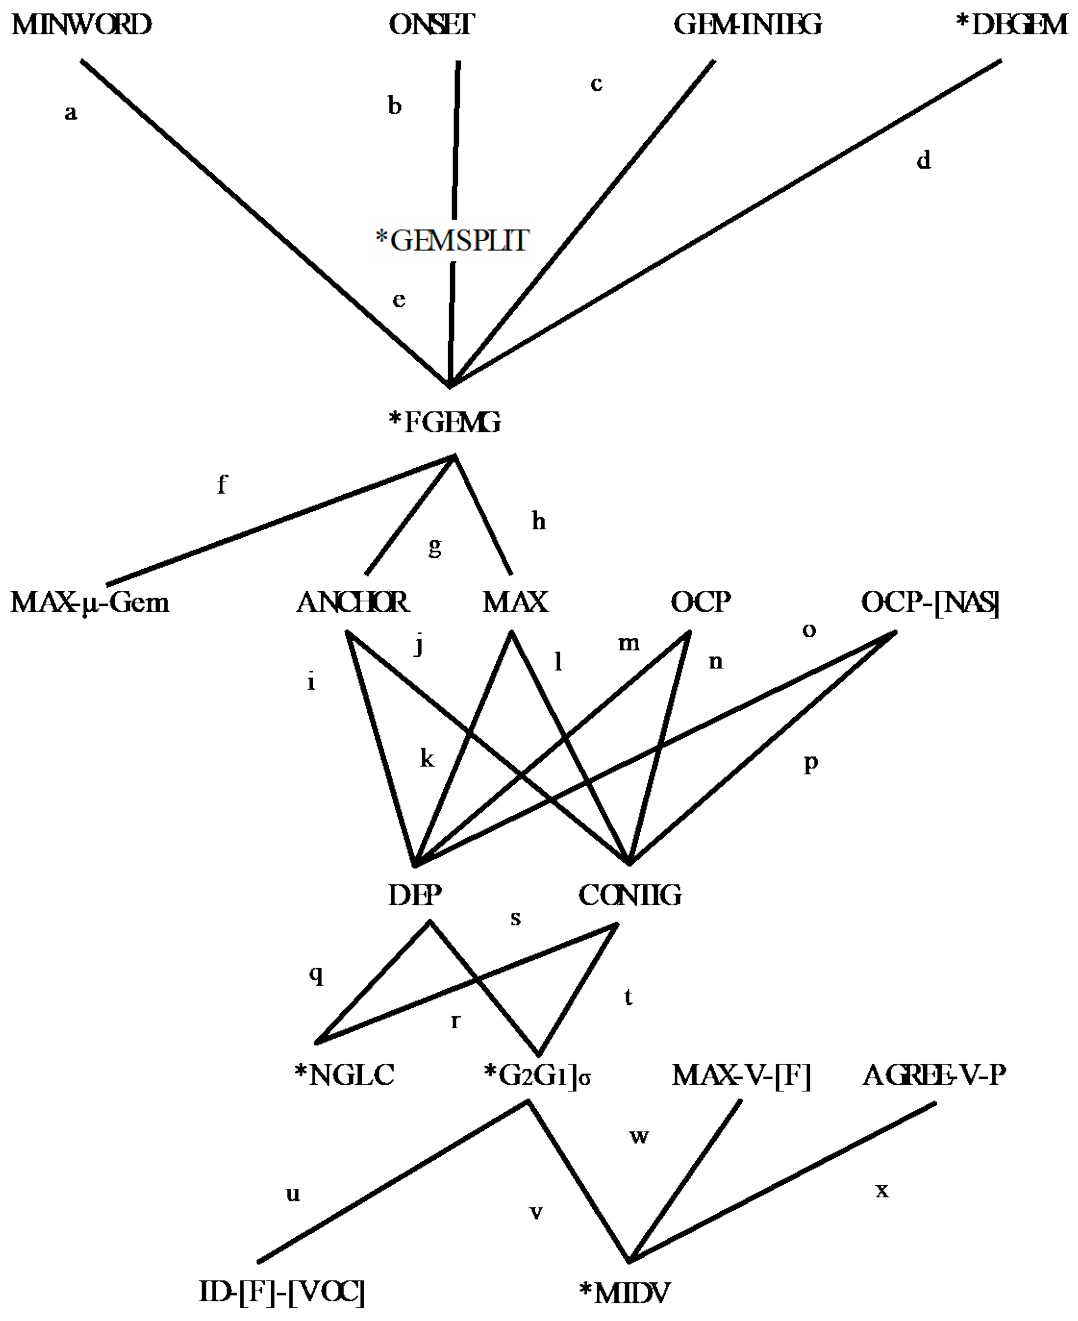 MINWORD ONSET GEM-INTEG *DEGEM
a b c d
*GEMSPLIT
e
*FGEMG
f g h
MAX-μ-Gem ANCHOR MAX OCP OCP-[NAS]
i j k l m n o p
DEP CONTIG
q r s t
*NGLC *G2G1]σ MAX-V-[F] AGREE-V-P
u v w x
ID-[F]-[VOC] *MIDV